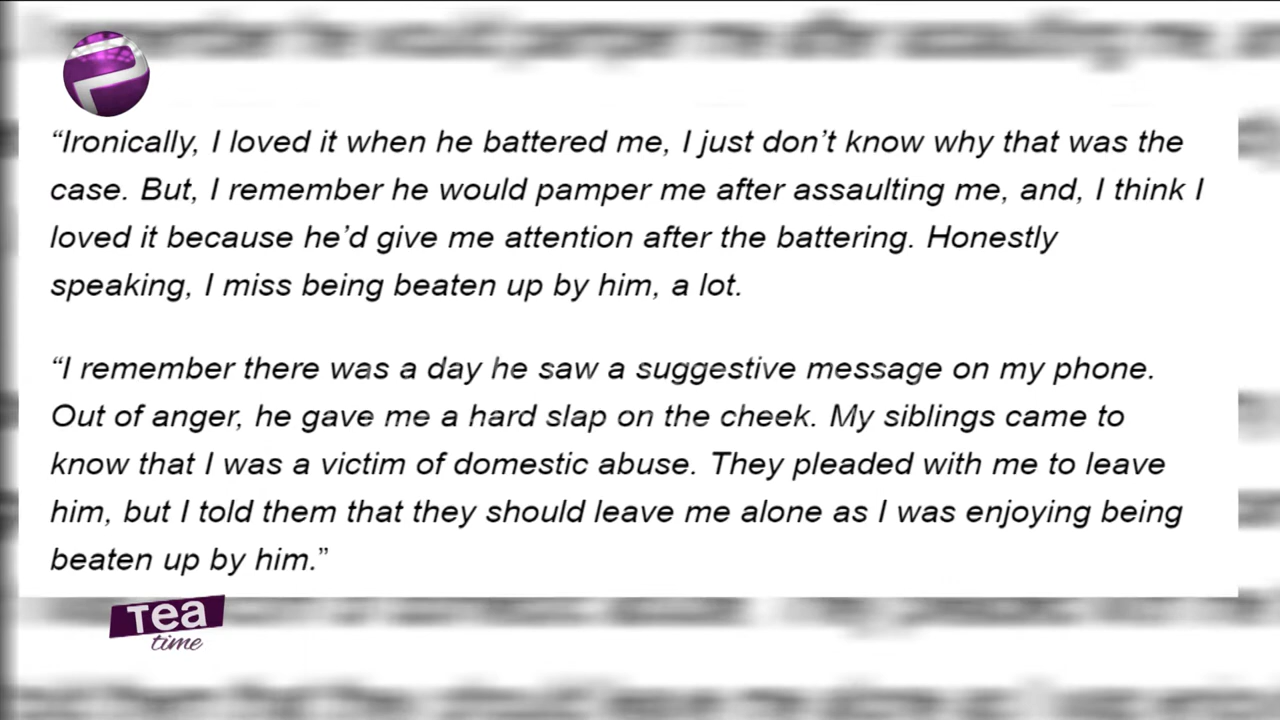 “Ironically, I loved it when he battered me, I just don’t know why that was the
case. But, I remember he would pamper me after assaulting me, and, I think I
loved it because he’d give me attention after the battering. Honestly
speaking, I miss being beaten up by him, a lot.
“I remember there was a day he saw a suggestive message on my phone.
Out of anger, he gave me a hard slap on the cheek. My siblings came to
know that I was a victim of domestic abuse. They pleaded with me to leave
him, but I told them that they should leave me alone as I was enjoying being
beaten up by him.”
Tea
time